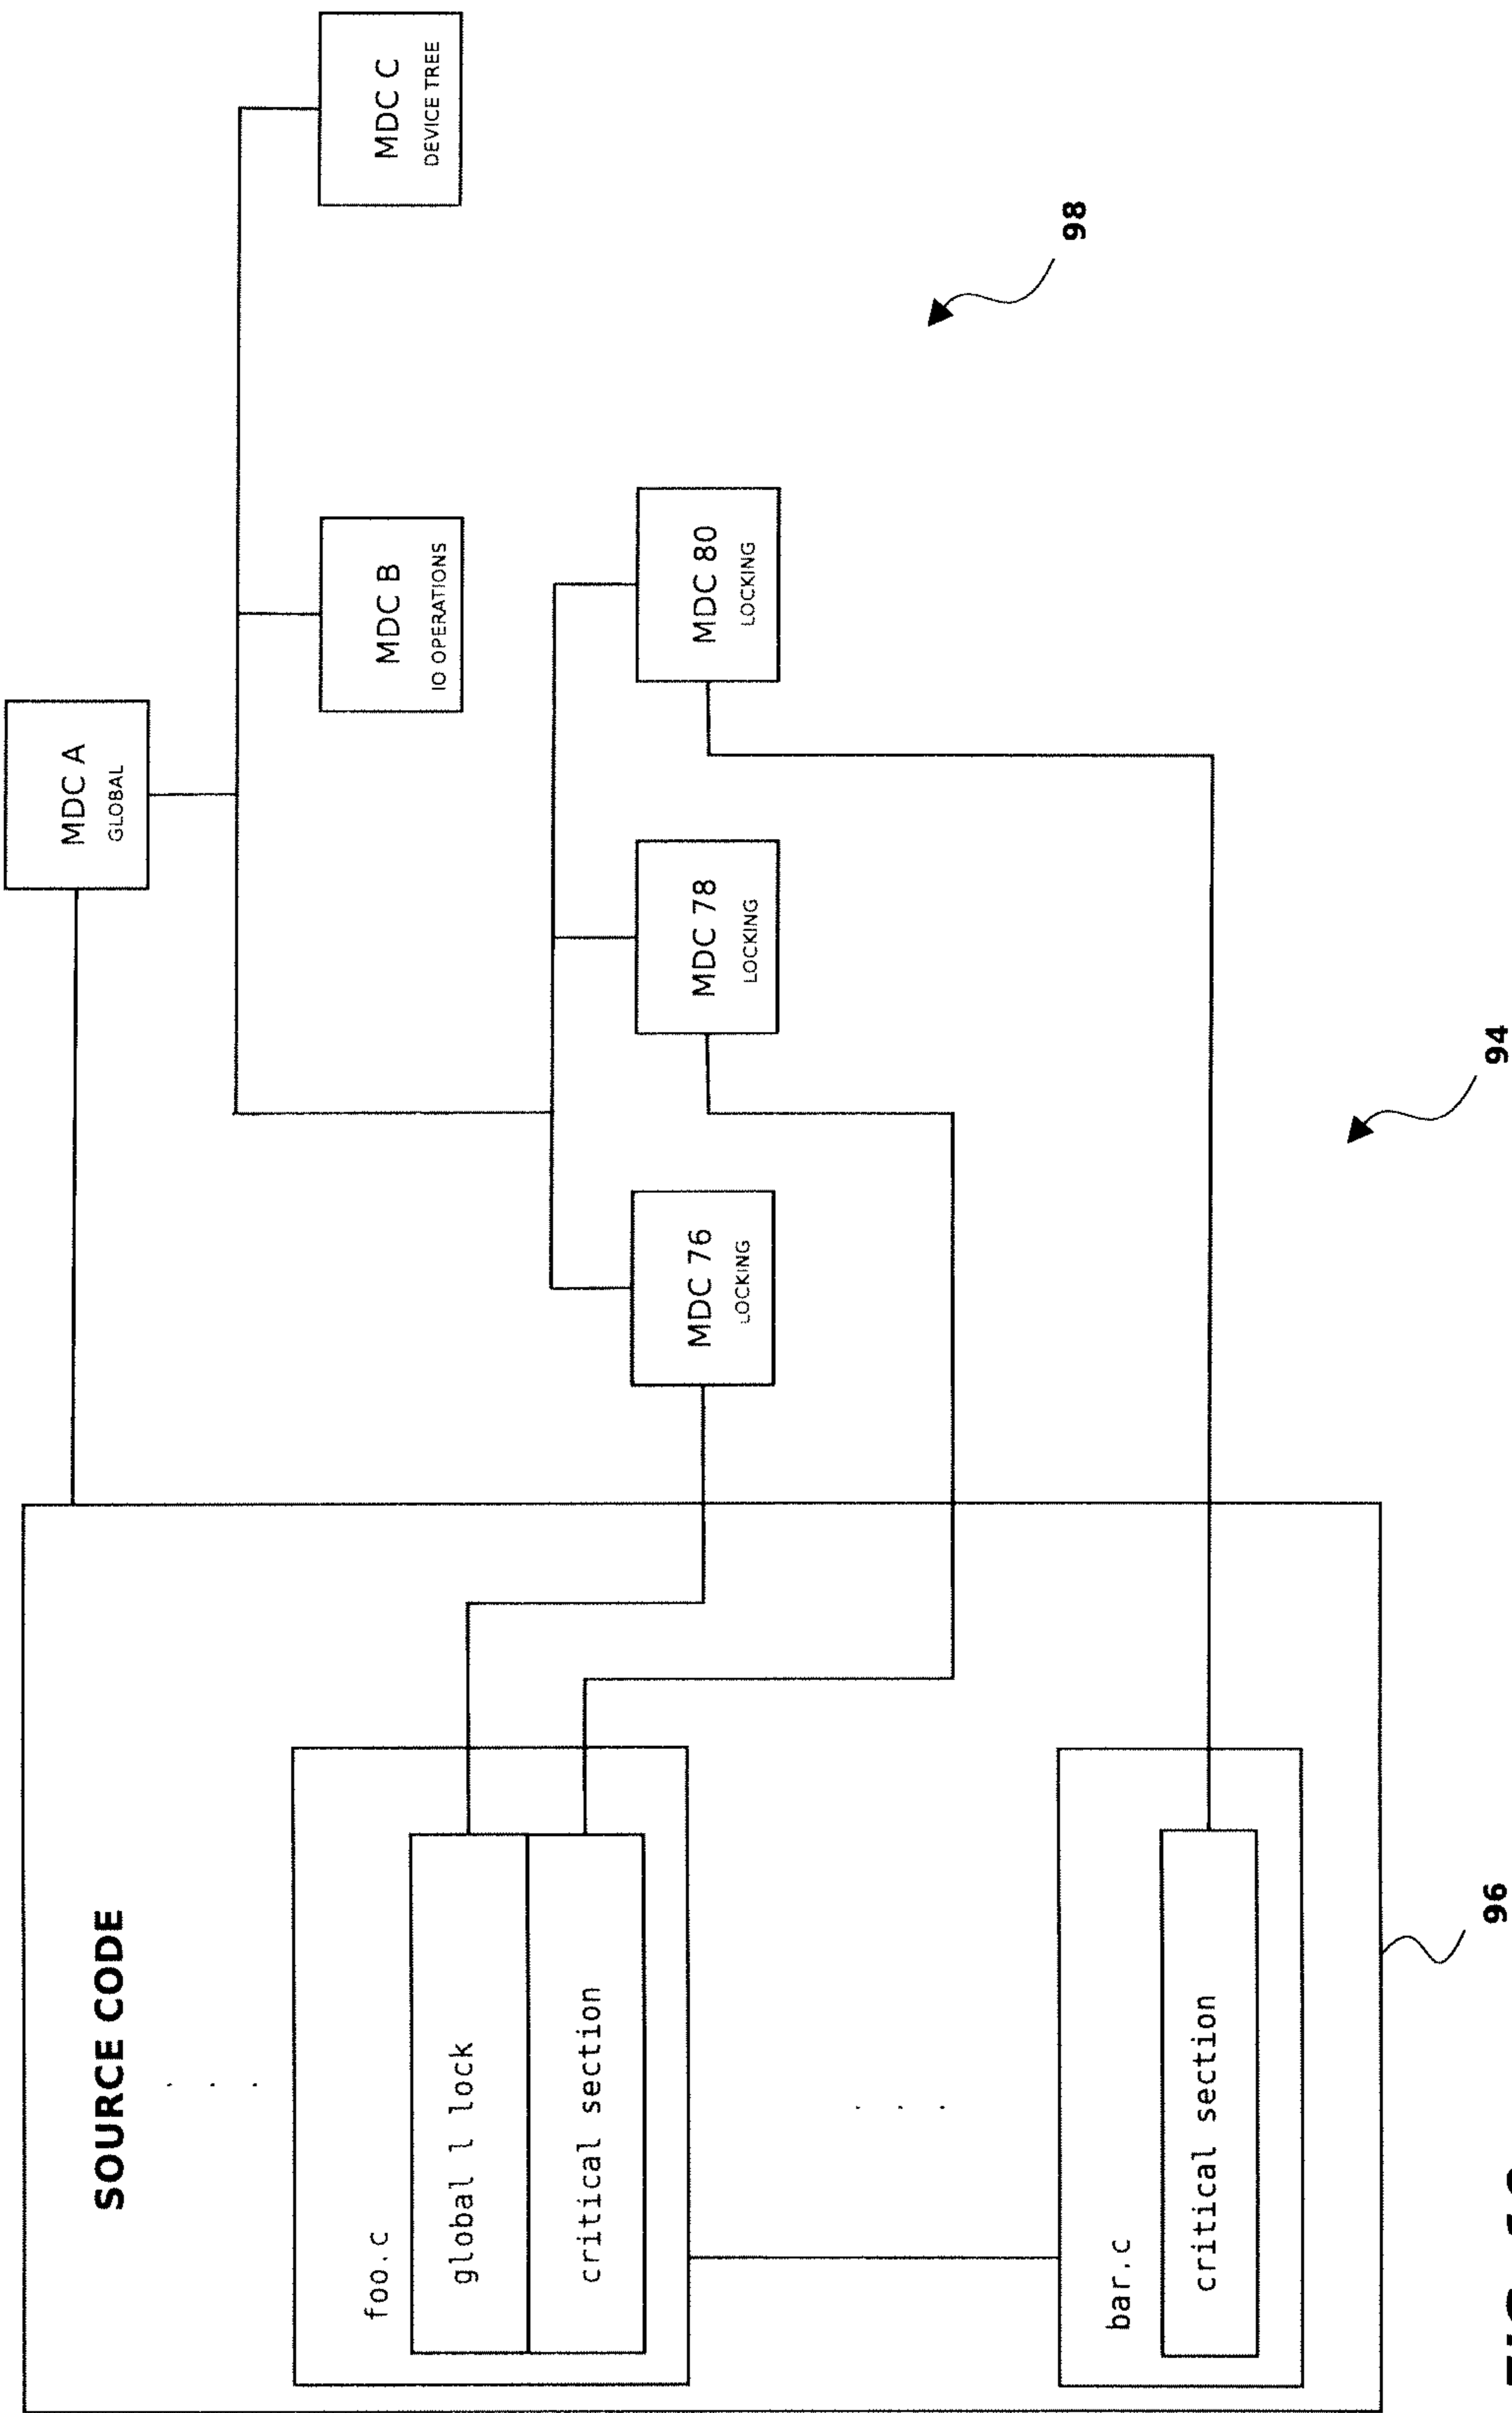 MDC A
GLOBAL
SOURCE CODE
. . .
MDC B
IO OPERATIONS
MDC C
DEVICE TREE
foo.c
global l lock
critical section
MDC 76
LOCKING
MDC 78
LOCKING
MDC 80
LOCKING
. . .
98
bar.c
critical section
96
94